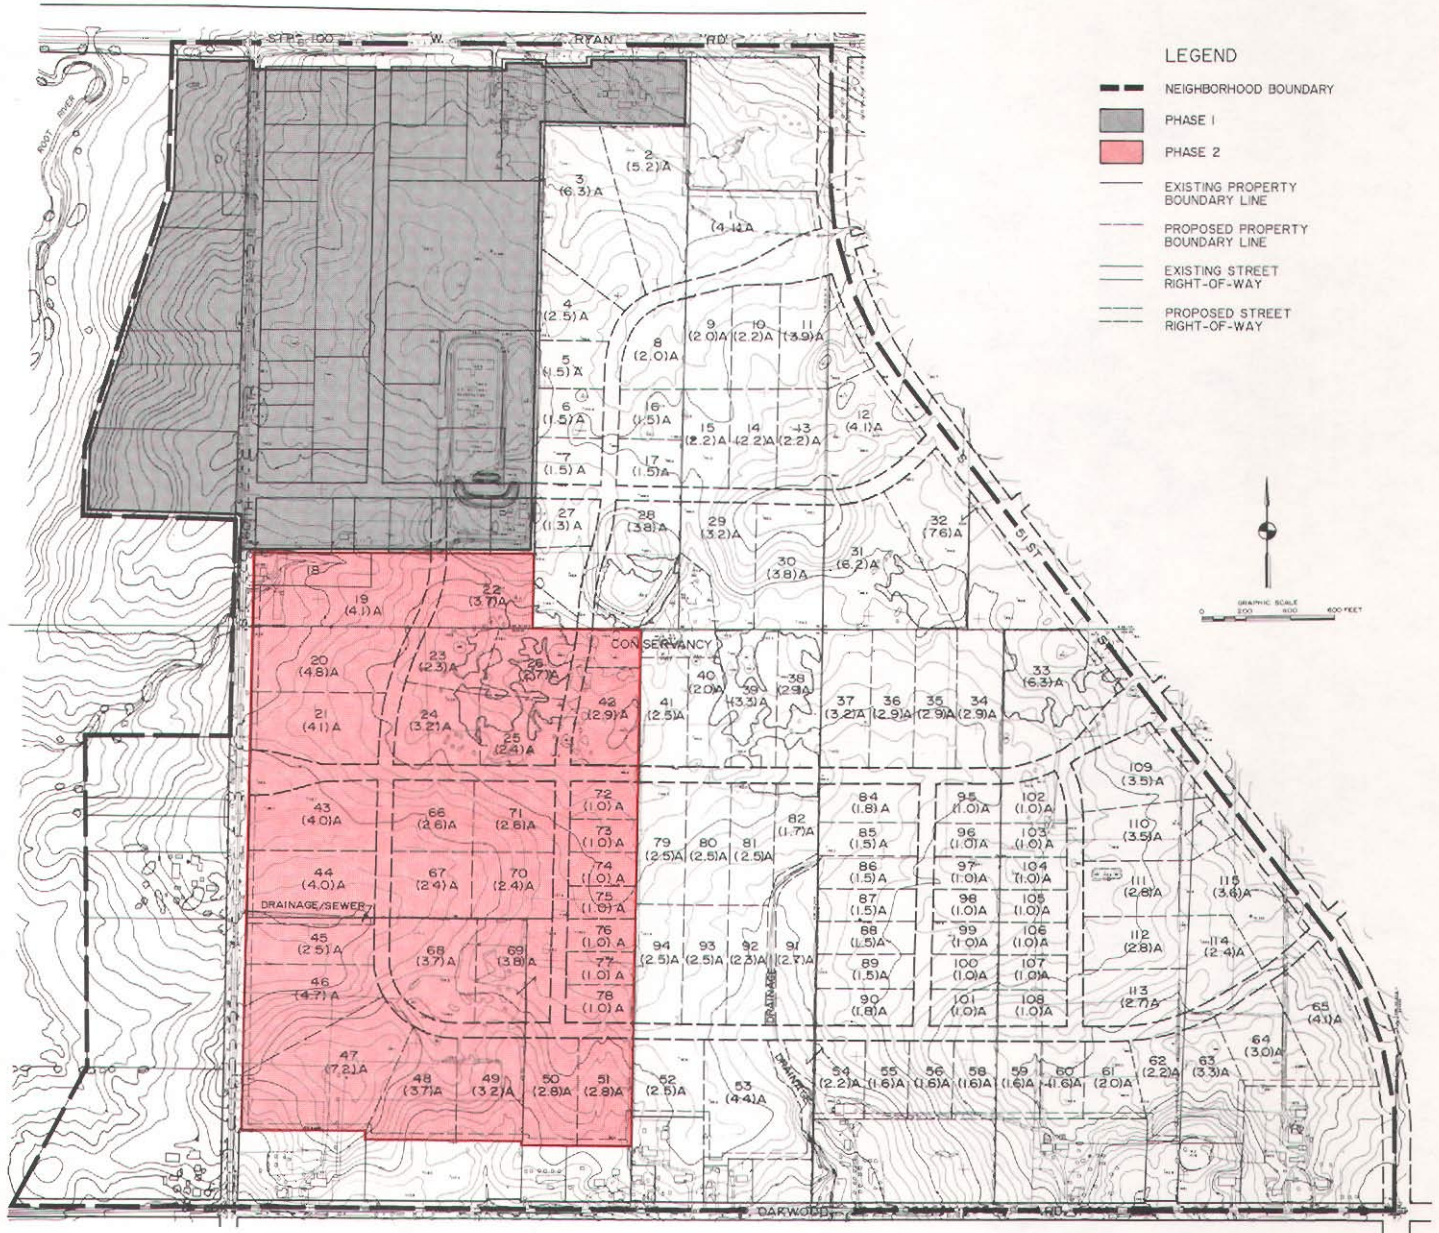 STREGO W. RYAN RD.
ROOT RIVER
LEGEND
NEIGHBORHOOD BOUNDARY
PHASE 1
PHASE 2
EXISTING PROPERTY
BOUNDARY LINE
PROPOSED PROPERTY
BOUNDARY LINE
EXISTING STREET
RIGHT-OF-WAY
PROPOSED STREET
RIGHT-OF-WAY
GRAPHIC SCALE
0 200 400 600 FEET
1
(4.1)A
2
(5.2)A
3
(6.3)A
4
(2.5)A
5
(1.5)A
6
(1.5)A
7
(1.5)A
8
(2.0)A
9
(2.0)A
10
(2.2)A
11
(3.9)A
12
(4.1)A
13
(2.2)A
14
(2.2)A
15
(2.2)A
16
(1.5)A
17
(1.5)A
27
(1.3)A
28
(3.8)A
29
(3.2)A
30
(3.8)A
31
(6.2)A
32
(7.6)A
S. 51 ST ST.
18
19
(4.1)A
22
(3.7)A
20
(4.8)A
23
(2.3)A
26
(2.7)A
CONSERVANCY
21
(4.1)A
24
(3.2)A
25
(2.4)A
42
(2.9)A
41
(2.5)A
40
(2.0)A
39
(3.3)A
38
(2.9)A
37
(3.2)A
36
(2.9)A
35
(2.9)A
34
(2.9)A
33
(6.3)A
43
(4.0)A
66
(2.6)A
71
(2.6)A
72
(1.0)A
73
(1.0)A
74
(1.0)A
75
(1.0)A
76
(1.0)A
77
(1.0)A
78
(1.0)A
44
(4.0)A
67
(2.4)A
70
(2.4)A
DRAINAGE/SEWER
45
(2.5)A
46
(4.7)A
68
(3.7)A
69
(3.8)A
47
(7.2)A
48
(3.7)A
49
(3.2)A
50
(2.8)A
51
(2.8)A
79
(2.5)A
80
(2.5)A
81
(2.5)A
82
(1.7)A
94
(2.5)A
93
(2.5)A
92
(2.3)A
91
(2.7)A
DRAINAGE
DRAINAGE
52
(2.5)A
53
(4.4)A
84
(1.8)A
85
(1.5)A
86
(1.5)A
87
(1.5)A
88
(1.5)A
89
(1.5)A
90
(1.8)A
95
(1.0)A
96
(1.0)A
97
(1.0)A
98
(1.0)A
99
(1.0)A
100
(1.0)A
101
(1.0)A
102
(1.0)A
103
(1.0)A
104
(1.0)A
105
(1.0)A
106
(1.0)A
107
(1.0)A
108
(1.0)A
109
(3.5)A
110
(3.5)A
111
(2.8)A
112
(2.8)A
113
(2.7)A
114
(2.4)A
115
(3.6)A
54
(2.2)A
55
(1.6)A
56
(1.6)A
58
(1.6)A
59
(1.6)A
60
(1.6)A
61
(2.0)A
62
(2.2)A
63
(3.3)A
64
(3.0)A
65
(4.1)A
OAKWOOD RD.